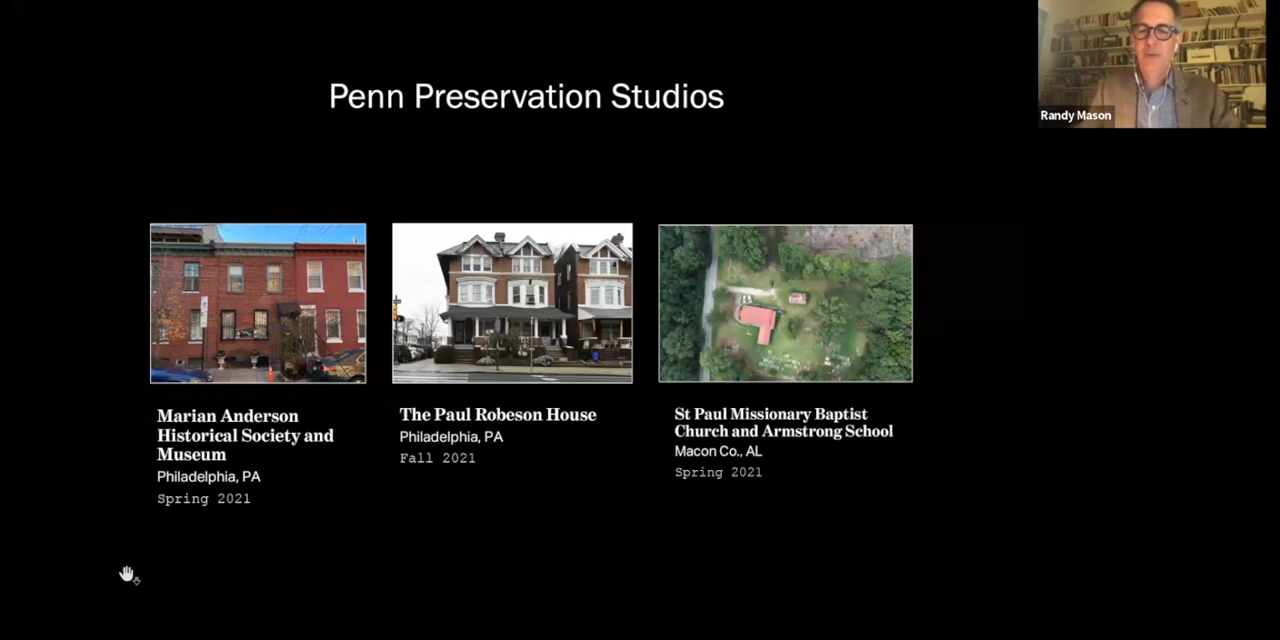 Penn Preservation Studios
Randy Mason
Marian Anderson
Historical Society and
Museum
Philadelphia, PA
Spring 2021
The Paul Robeson House
Philadelphia, PA
Fall 2021
St Paul Missionary Baptist
Church and Armstrong School
Macon Co., AL
Spring 2021